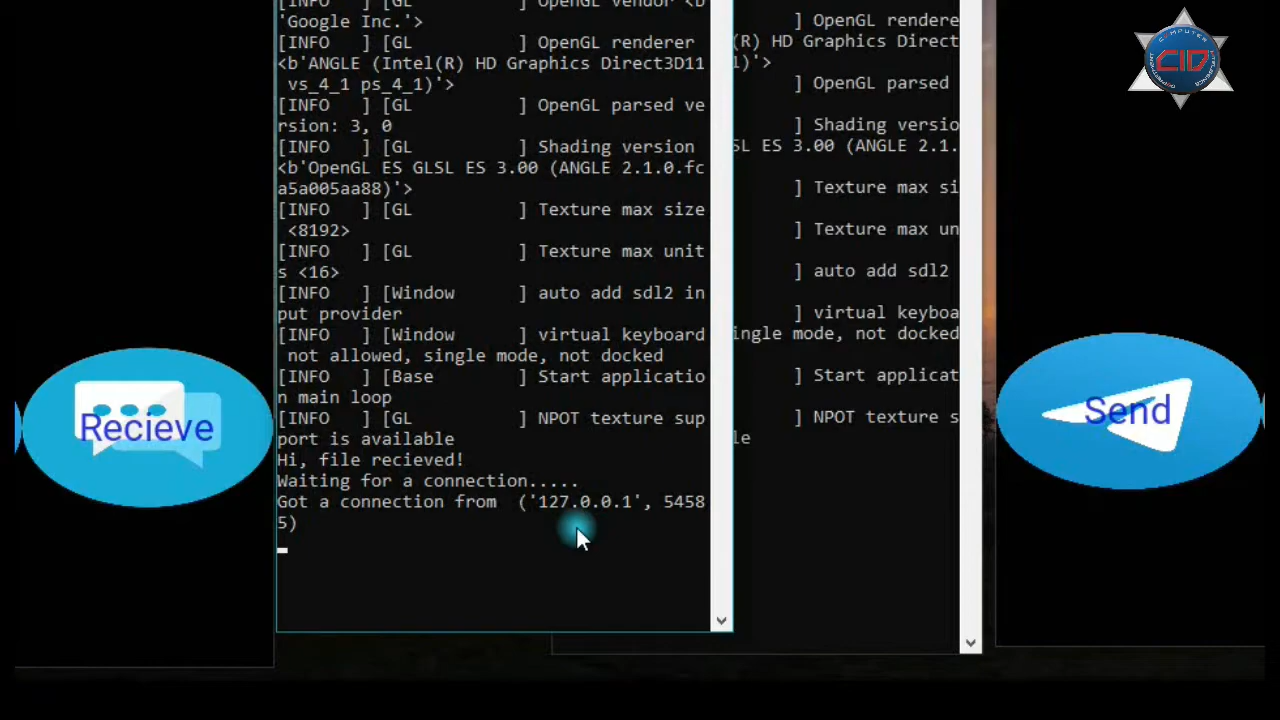 [INFO   ] [GL          ] OpenGL vendor <b
'Google Inc.'>
[INFO   ] [GL          ] OpenGL renderer
<b'ANGLE (Intel(R) HD Graphics Direct3D11
 vs_4_1 ps_4_1)'>
[INFO   ] [GL          ] OpenGL parsed ve
rsion: 3, 0
[INFO   ] [GL          ] Shading version
<b'OpenGL ES GLSL ES 3.00 (ANGLE 2.1.0.fc
a5a005aa88)'>
[INFO   ] [GL          ] Texture max size
 <8192>
[INFO   ] [GL          ] Texture max unit
s <16>
[INFO   ] [Window      ] auto add sdl2 in
put provider
[INFO   ] [Window      ] virtual keyboard
 not allowed, single mode, not docked
[INFO   ] [Base        ] Start applicatio
n main loop
[INFO   ] [GL          ] NPOT texture sup
port is available
Hi, file recieved!
Waiting for a connection.....
Got a connection from  ('127.0.0.1', 5458
5)
] OpenGL rendere
(R) HD Graphics Direct
1)'>
] OpenGL parsed
] Shading versio
SL ES 3.00 (ANGLE 2.1.
] Texture max si
] Texture max un
] auto add sdl2
] virtual keyboa
ingle mode, not docked
] Start applicat
] NPOT texture s
le
Recieve
Send
COMPUTER
CID